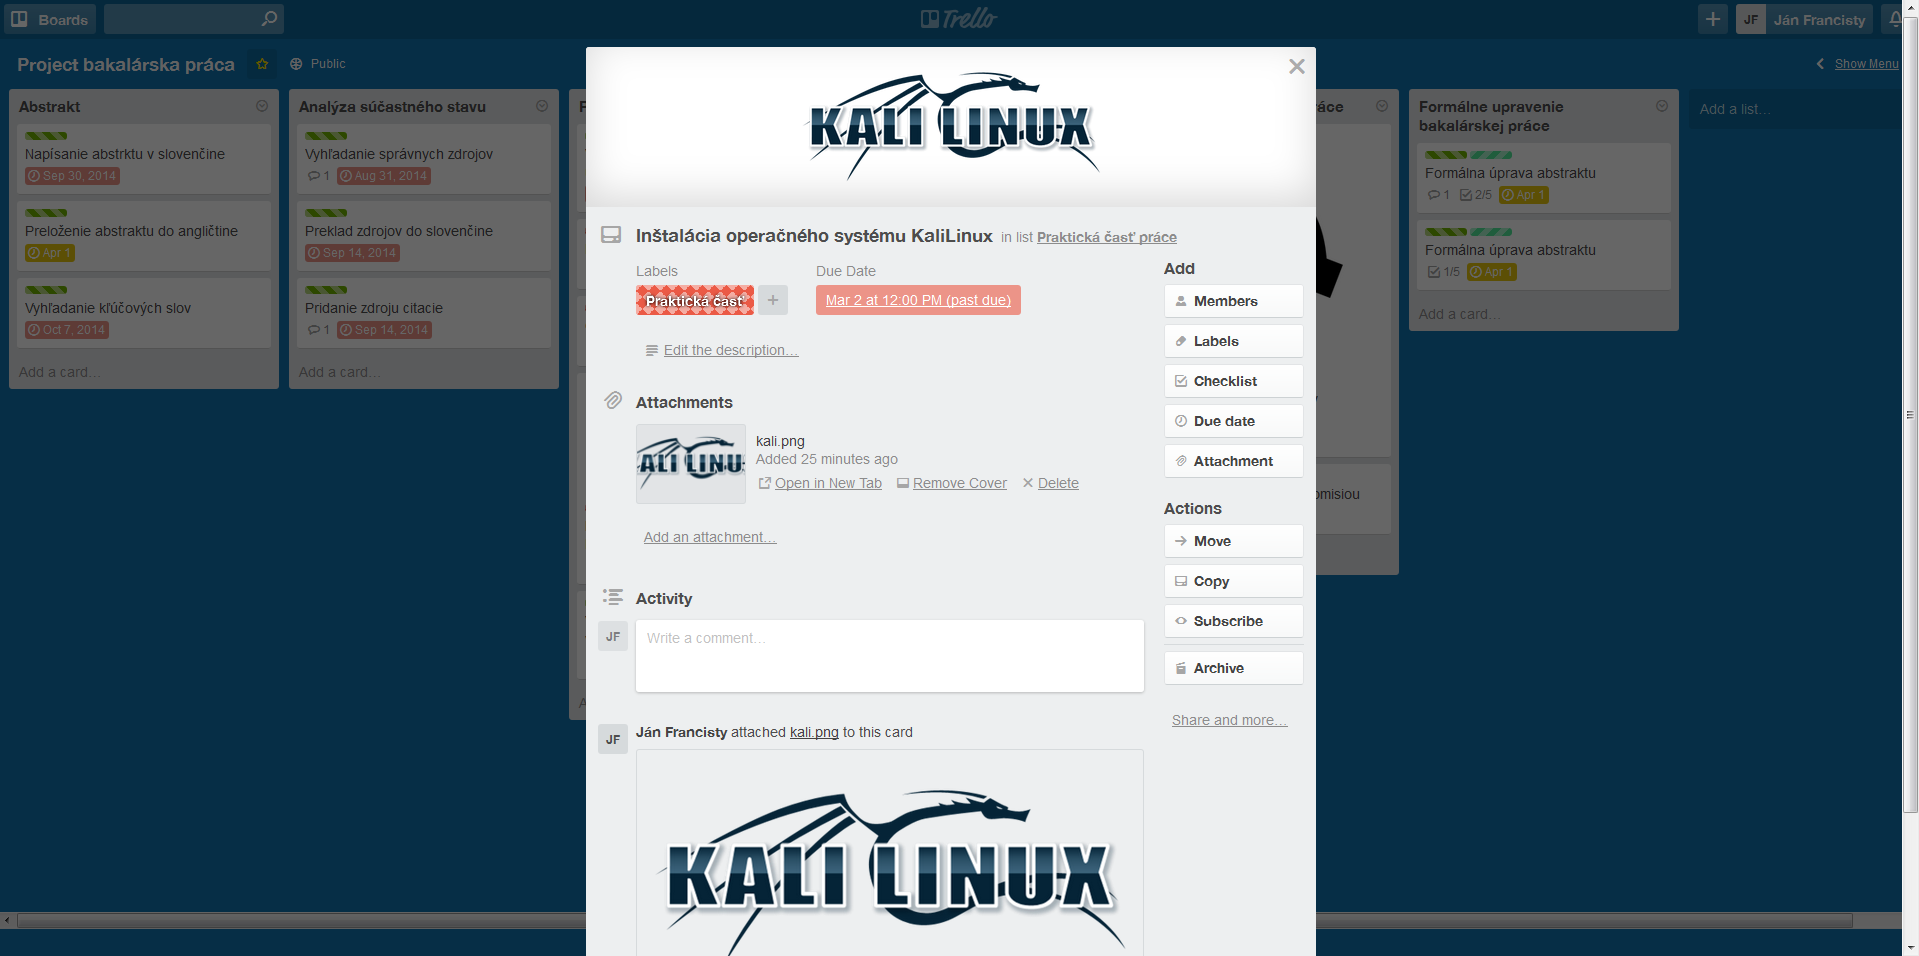 Boards
Trello
JF Ján Francisty
Project bakalárska práca
Public
Show Menu
Abstrakt
Napísanie abstrktu v slovenčine
Sep 30, 2014
Preloženie abstraktu do angličtine
Apr 1
Vyhľadanie kľúčových slov
Oct 7, 2014
Add a card…
Analýza súčastného stavu
Vyhľadanie správnych zdrojov
1 Aug 31, 2014
Preklad zdrojov do slovenčine
Sep 14, 2014
Pridanie zdroju citacie
1 Sep 14, 2014
Add a card…
KALI LINUX
Inštalácia operačného systému KaliLinux in list Praktická časť práce
Labels
Due Date
Praktická časť
+
Mar 2 at 12:00 PM (past due)
Edit the description…
Attachments
ALI LINU
kali.png
Added 25 minutes ago
Open in New Tab
Remove Cover
Delete
Add an attachment…
Activity
JF
Write a comment…
JF
Ján Francisty attached kali.png to this card
KALI LINUX
Add
Members
Labels
Checklist
Due date
Attachment
Actions
Move
Copy
Subscribe
Archive
Share and more…
áce
omisiou
Formálne upravenie
bakalárskej práce
Formálna úprava abstraktu
1 2/5 Apr 1
Formálna úprava abstraktu
1/5 Apr 1
Add a card…
Add a list…